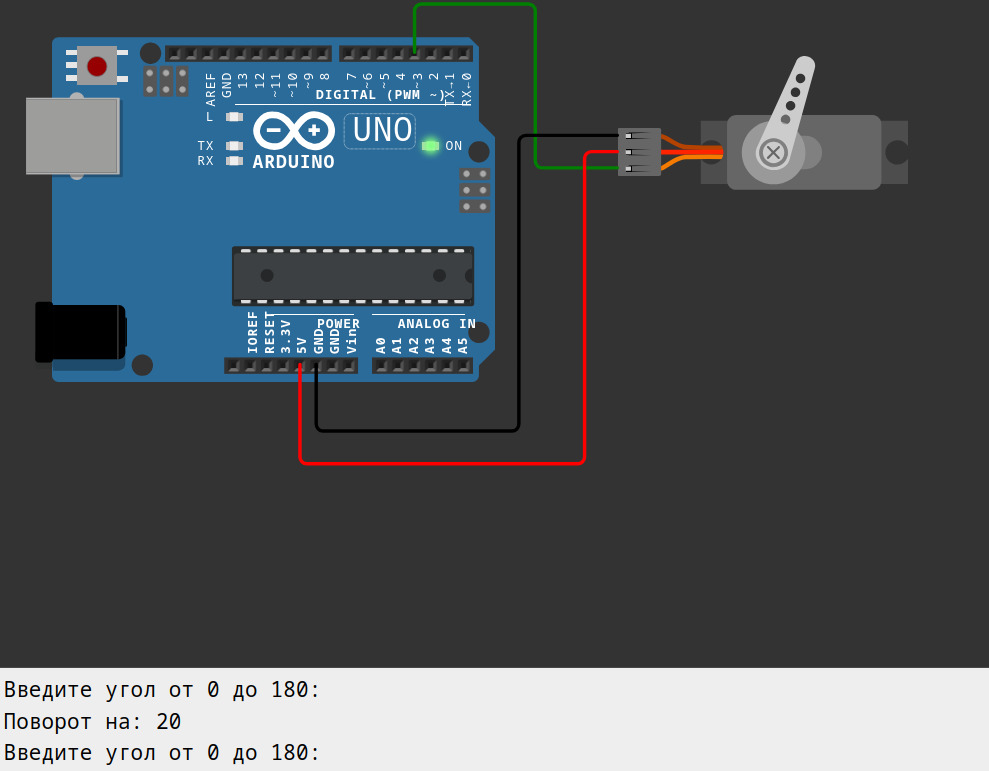 AREF
GND
13
12
~11
~10
~9
8
7
~6
~5
4
~3
2
TX→1
RX←0
DIGITAL (PWM ~)
L
TX
RX
UNO
ON
ARDUINO
IOREF
RESET
3.3V
5V
GND
GND
Vin
POWER
ANALOG IN
A0
A1
A2
A3
A4
A5
Введите угол от 0 до 180:
Поворот на: 20
Введите угол от 0 до 180: